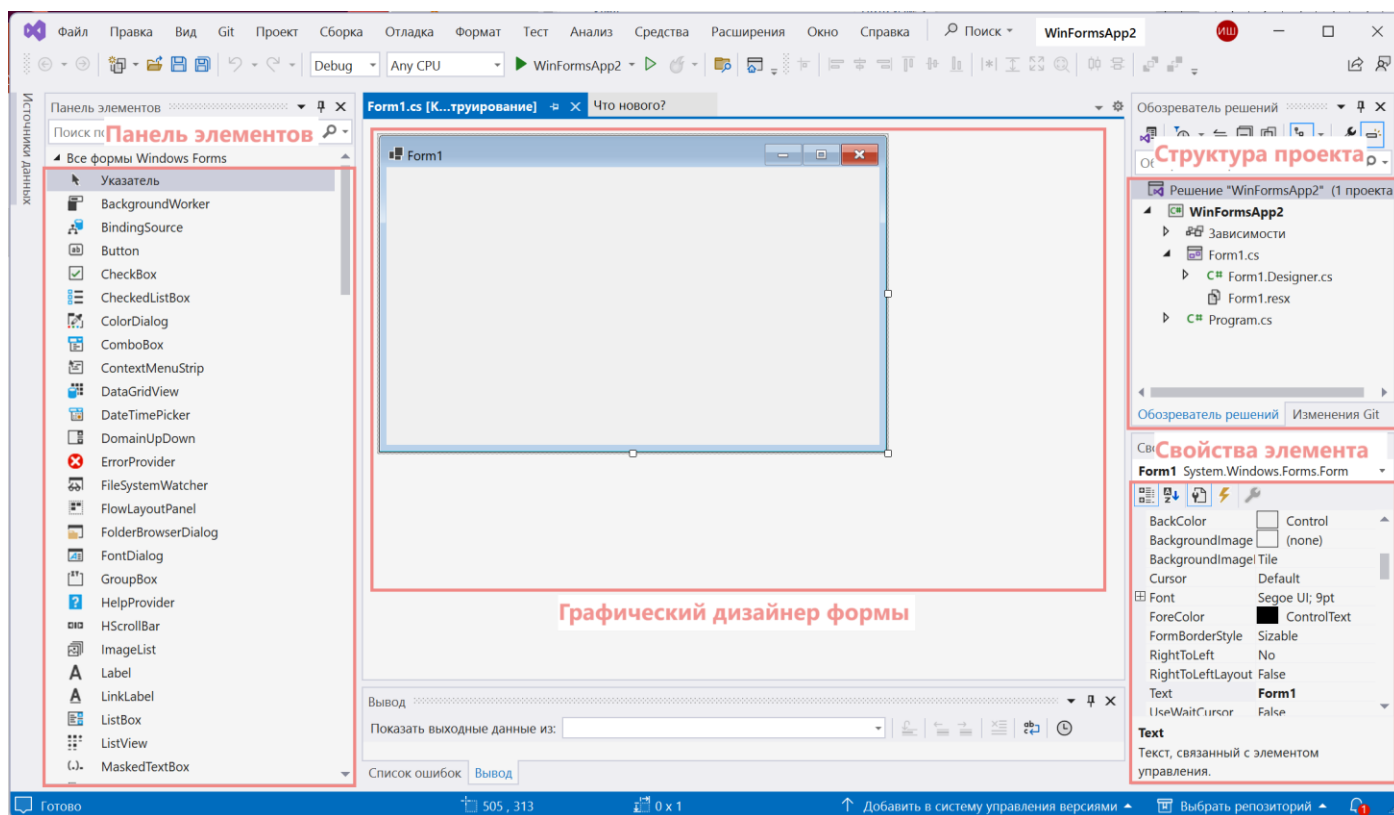 Файл Правка Вид Git Проект Сборка Отладка Формат Тест Анализ Средства Расширения Окно Справка Поиск WinFormsApp2 ИШ
Debug Any CPU WinFormsApp2
Источники данных
Панель элементов
Поиск
Панель элементов
Все формы Windows Forms
Указатель
BackgroundWorker
BindingSource
Button
CheckBox
CheckedListBox
ColorDialog
ComboBox
ContextMenuStrip
DataGridView
DateTimePicker
DomainUpDown
ErrorProvider
FileSystemWatcher
FlowLayoutPanel
FolderBrowserDialog
FontDialog
GroupBox
HelpProvider
HScrollBar
ImageList
Label
LinkLabel
ListBox
ListView
MaskedTextBox
Form1.cs [К...труирование] Что нового?
Form1
Графический дизайнер формы
Вывод
Показать выходные данные из:
Список ошибок Вывод
Обозреватель решений
Структура проекта
Решение "WinFormsApp2" (1 проекта
WinFormsApp2
Зависимости
Form1.cs
C# Form1.Designer.cs
Form1.resx
C# Program.cs
Обозреватель решений Изменения Git
Свойства элемента
Form1 System.Windows.Forms.Form
BackColor Control
BackgroundImage (none)
BackgroundImagel Tile
Cursor Default
Font Segoe UI; 9pt
ForeColor ControlText
FormBorderStyle Sizable
RightToLeft No
RightToLeftLayout False
Text Form1
UseWaitCursor False
Text
Текст, связанный с элементом
управления.
Готово 505 , 313 0 x 1 Добавить в систему управления версиями Выбрать репозиторий 1